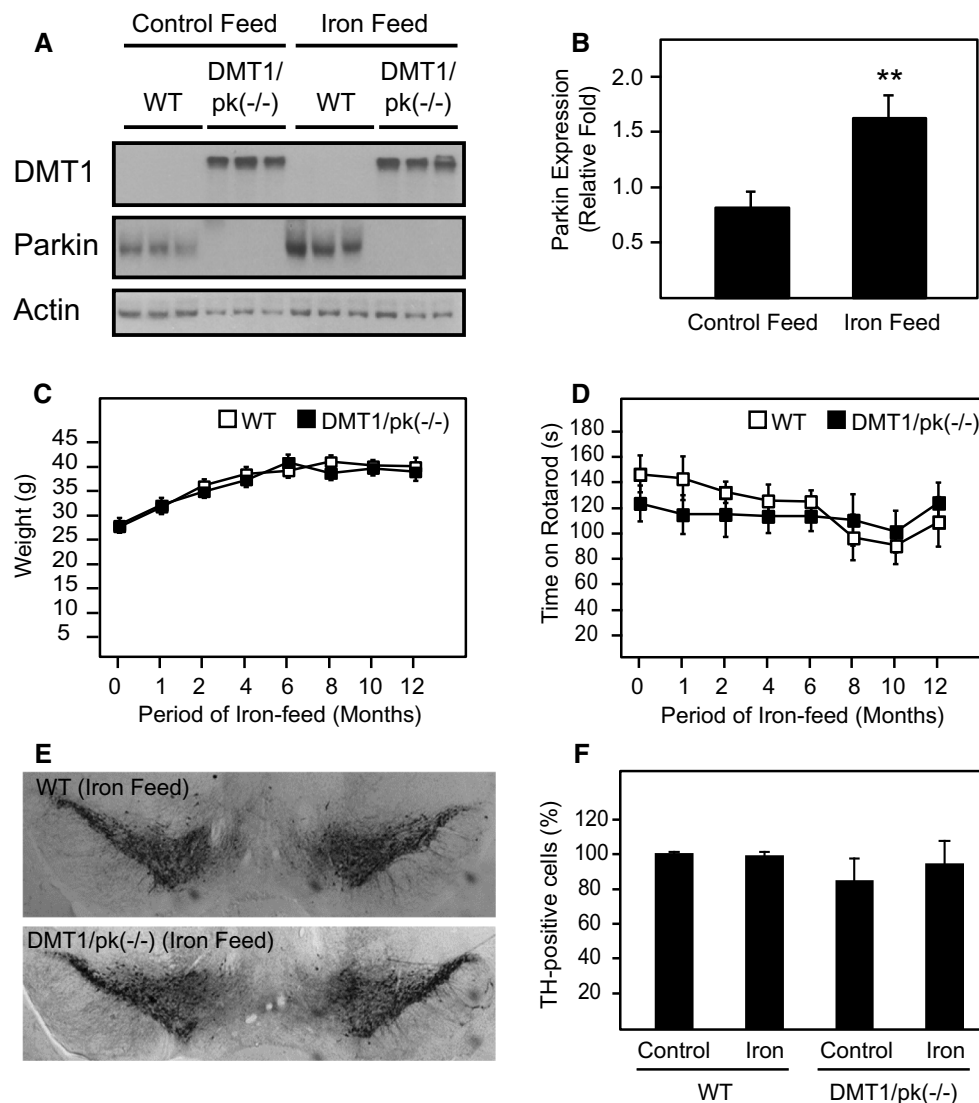 A
Control Feed Iron Feed
WT DMT1/ pk(-/-) WT DMT1/ pk(-/-)
DMT1
Parkin
Actin
B
Parkin Expression
(Relative Fold)
2.0
1.5
1.0
0.5
**
Control Feed Iron Feed
C
WT DMT1/pk(-/-)
Weight (g)
45
40
35
30
25
20
15
10
5
0 1 2 4 6 8 10 12
Period of Iron-feed (Months)
D
WT DMT1/pk(-/-)
Time on Rotarod (s)
180
160
140
120
100
80
60
40
20
0 1 2 4 6 8 10 12
Period of Iron-feed (Months)
E
WT (Iron Feed)
DMT1/pk(-/-) (Iron Feed)
F
TH-positive cells (%)
120
100
80
60
40
20
Control Iron Control Iron
WT DMT1/pk(-/-)